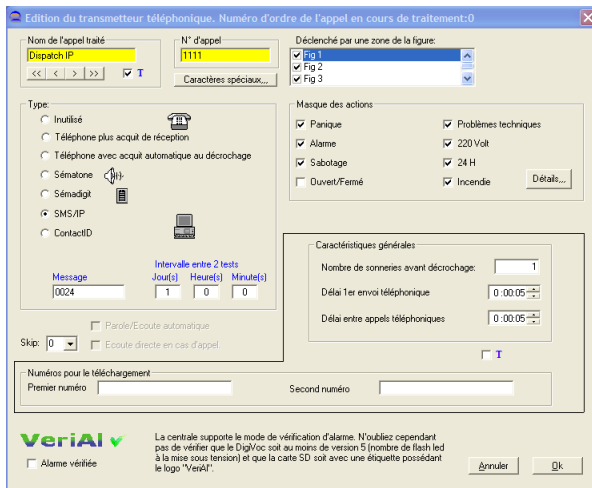 Edition du transmetteur téléphonique. Numéro d'ordre de l'appel en cours de traitement:0
Nom de l'appel traité
Dispatch IP
<< < > >> T
N° d'appel
1111
Caractères spéciaux,,,
Déclenché par une zone de la figure:
Fig 1
Fig 2
Fig 3
Type:
Inutilisé
Téléphone plus acquit de réception
Téléphone avec acquit automatique au décrochage
Sématone
Sémadigit
SMS/IP
ContactID
Message
0024
Intervalle entre 2 tests
Jour(s) Heure(s) Minute(s)
1 0 0
Masque des actions
Panique
Problèmes techniques
Alarme
220 Volt
Sabotage
24 H
Ouvert/Fermé
Incendie
Détails,,,
Caractéristiques générales
Nombre de sonneries avant décrochage: 1
Délai 1er envoi téléphonique 0:00:05
Délai entre appels téléphoniques 0:00:05
T
Parole/Ecoute automatique
Skip: 0
Ecoute directe en cas d'appel
Numéros pour le téléchargement
Premier numéro
Second numéro
VeriAl
Alarme vérifiée
La centrale supporte le mode de vérification d'alarme. N'oubliez cependant
pas de vérifier que le DigiVoc soit au moins de version 5 (nombre de flash led
à la mise sous tension) et que la carte SD soit avec une étiquette possédant
le logo "VeriAl".
Annuler
Ok